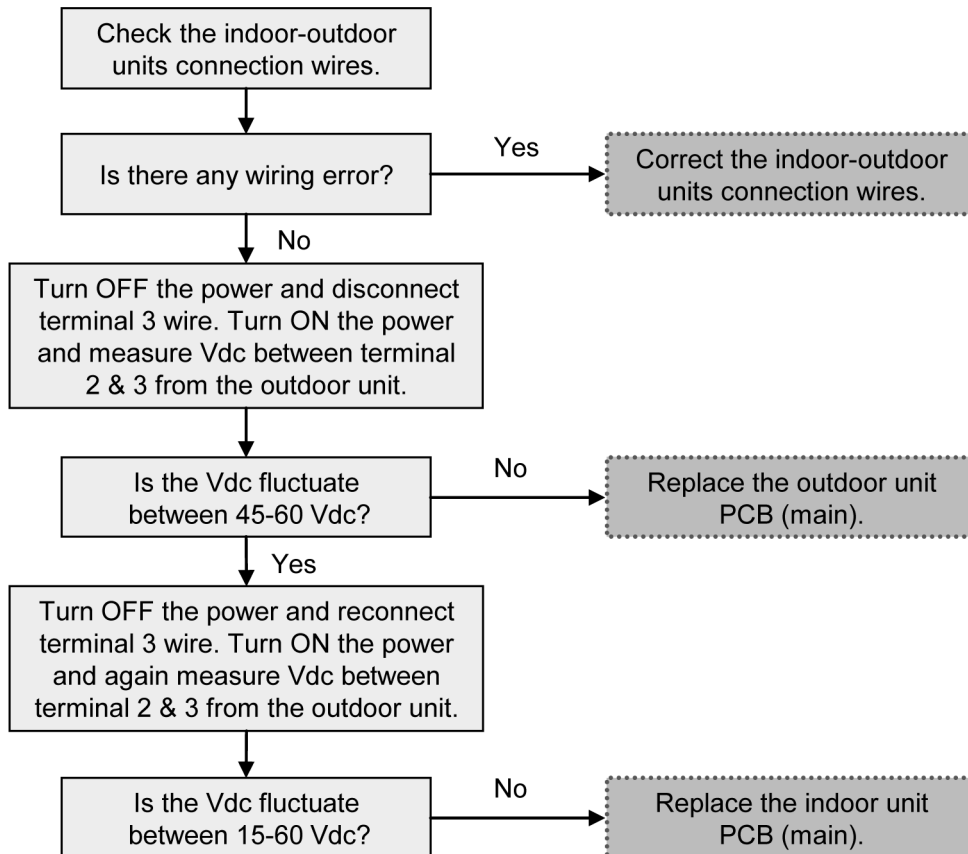 Check the indoor-outdoor
units connection wires.
Is there any wiring error?
Yes
Correct the indoor-outdoor
units connection wires.
No
Turn OFF the power and disconnect
terminal 3 wire. Turn ON the power
and measure Vdc between terminal
2 & 3 from the outdoor unit.
Is the Vdc fluctuate
between 45-60 Vdc?
No
Replace the outdoor unit
PCB (main).
Yes
Turn OFF the power and reconnect
terminal 3 wire. Turn ON the power
and again measure Vdc between
terminal 2 & 3 from the outdoor unit.
Is the Vdc fluctuate
between 15-60 Vdc?
No
Replace the indoor unit
PCB (main).